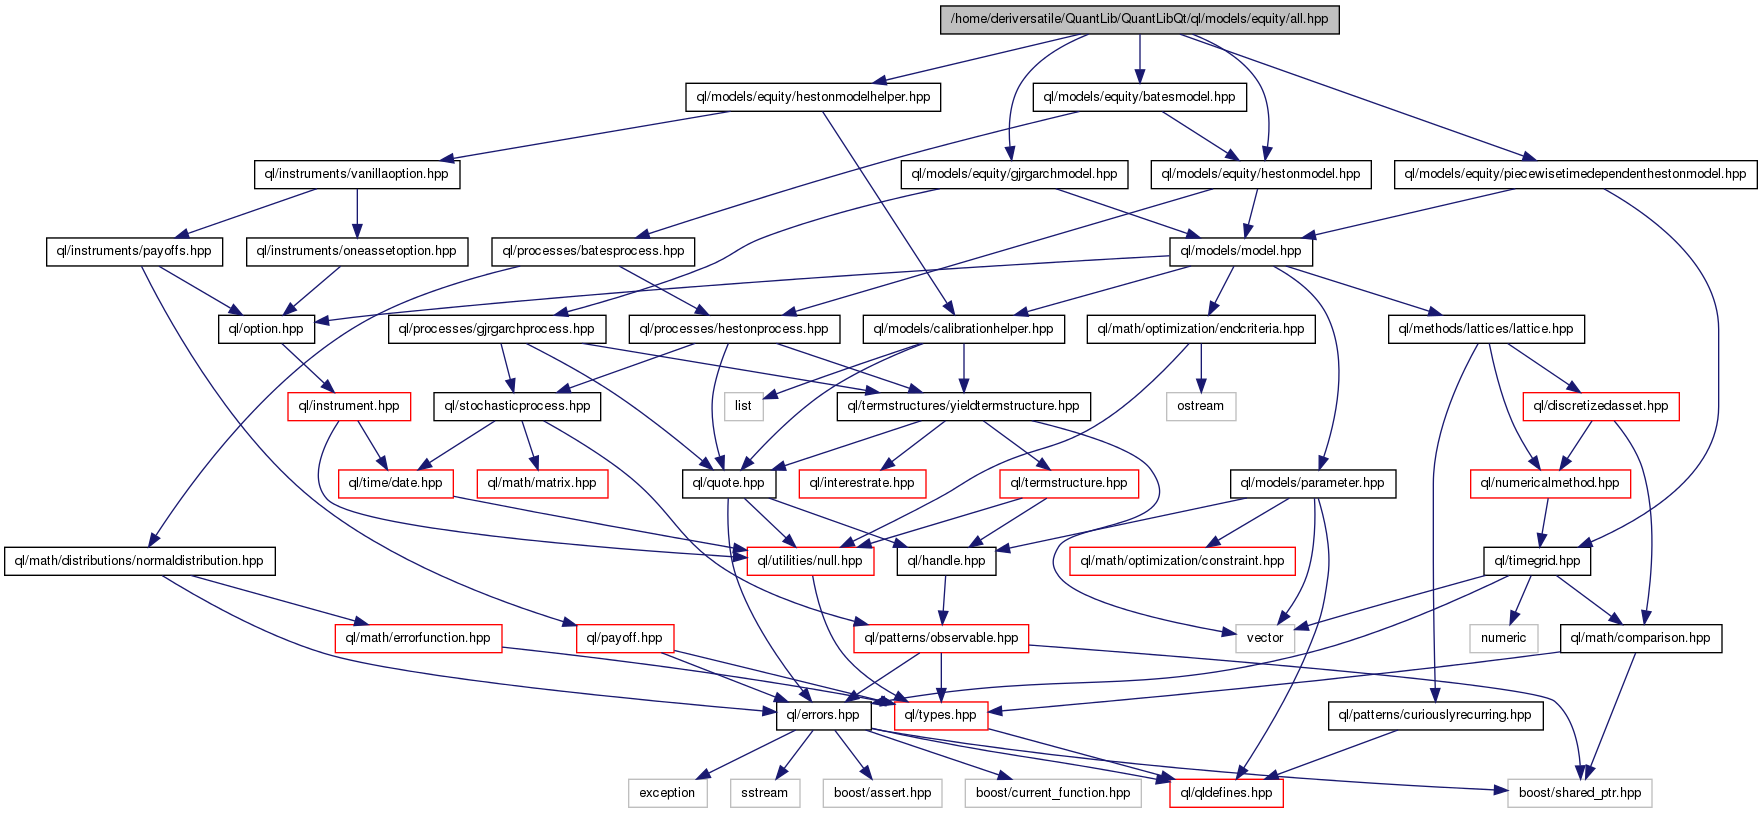 /home/deriversatile/QuantLib/QuantLibQt/ql/models/equity/all.hpp
ql/models/equity/hestonmodelhelper.hpp
ql/models/equity/batesmodel.hpp
ql/instruments/vanillaoption.hpp
ql/models/equity/gjrgarchmodel.hpp
ql/models/equity/hestonmodel.hpp
ql/models/equity/piecewisetimedependenthestonmodel.hpp
ql/instruments/payoffs.hpp
ql/instruments/oneassetoption.hpp
ql/processes/batesprocess.hpp
ql/models/model.hpp
ql/option.hpp
ql/processes/gjrgarchprocess.hpp
ql/processes/hestonprocess.hpp
ql/models/calibrationhelper.hpp
ql/math/optimization/endcriteria.hpp
ql/methods/lattices/lattice.hpp
ql/instrument.hpp
ql/stochasticprocess.hpp
list
ql/termstructures/yieldtermstructure.hpp
ostream
ql/discretizedasset.hpp
ql/time/date.hpp
ql/math/matrix.hpp
ql/quote.hpp
ql/interestrate.hpp
ql/termstructure.hpp
ql/models/parameter.hpp
ql/numericalmethod.hpp
ql/math/distributions/normaldistribution.hpp
ql/utilities/null.hpp
ql/handle.hpp
ql/math/optimization/constraint.hpp
ql/timegrid.hpp
ql/math/errorfunction.hpp
ql/payoff.hpp
ql/patterns/observable.hpp
vector
numeric
ql/math/comparison.hpp
ql/errors.hpp
ql/types.hpp
ql/patterns/curiouslyrecurring.hpp
exception
sstream
boost/assert.hpp
boost/current_function.hpp
ql/qldefines.hpp
boost/shared_ptr.hpp